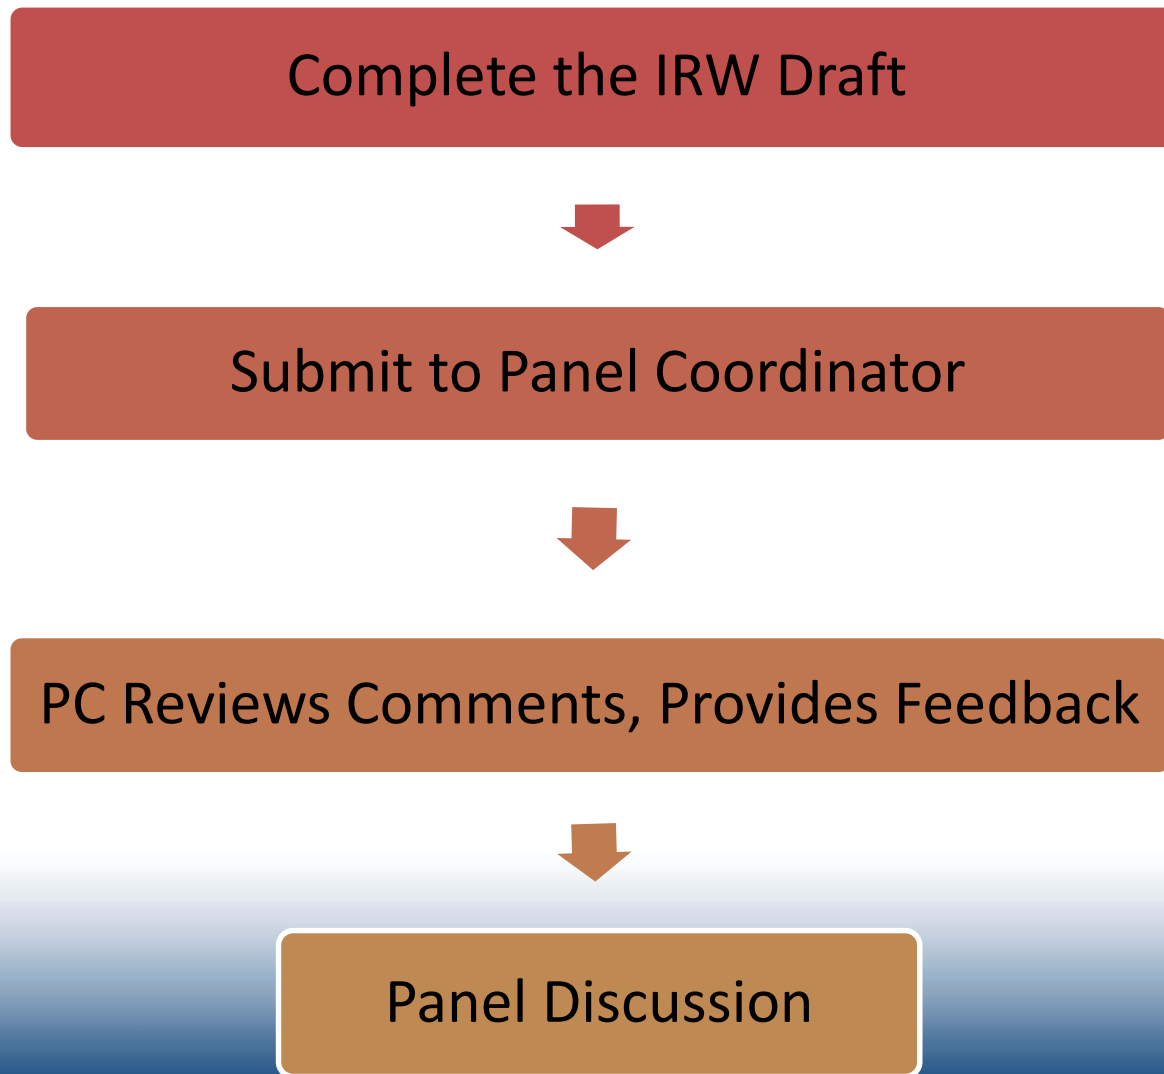 Complete the IRW Draft
Submit to Panel Coordinator
PC Reviews Comments, Provides Feedback
Panel Discussion